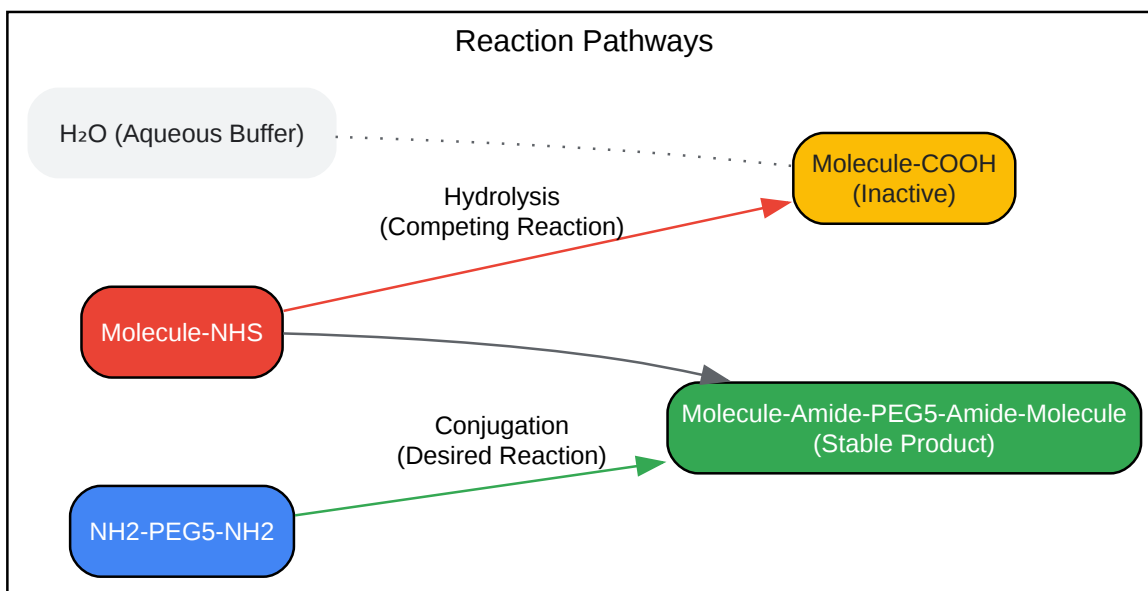 Reaction Pathways
H₂O (Aqueous Buffer)
Molecule-COOH
(Inactive)
Hydrolysis
(Competing Reaction)
Molecule-NHS
Molecule-Amide-PEG5-Amide-Molecule
(Stable Product)
Conjugation
(Desired Reaction)
NH2-PEG5-NH2